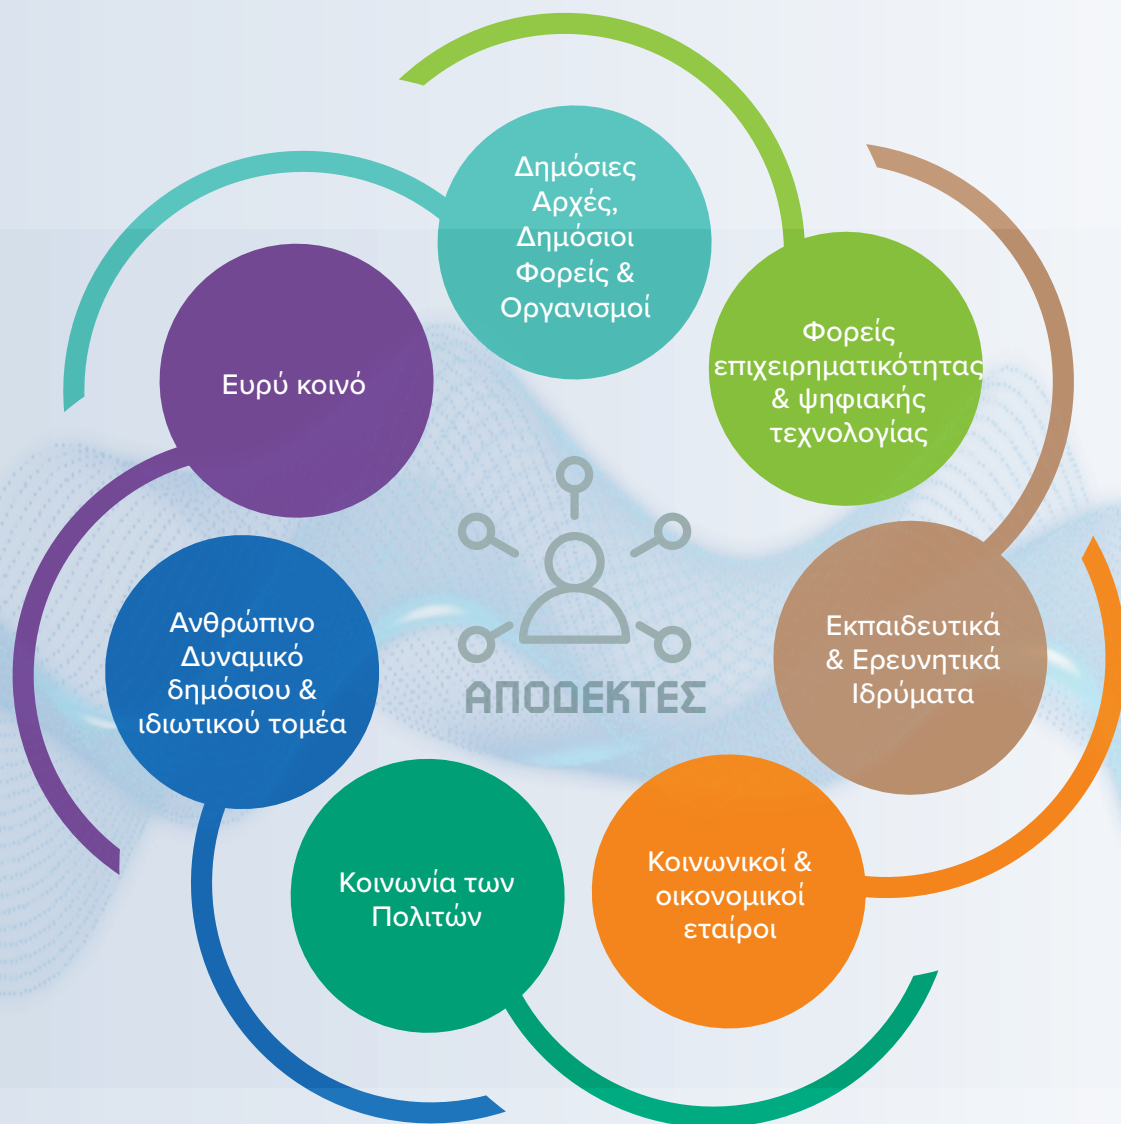 Δημόσιες
Αρχές,
Δημόσιοι
Φορείς &
Οργανισμοί
Φορείς
επιχειρηματικότητας
& ψηφιακής
τεχνολογίας
Εκπαιδευτικά
& Ερευνητικά
Ιδρύματα
Κοινωνικοί &
οικονομικοί
εταίροι
Κοινωνία των
Πολιτών
Ανθρώπινο
Δυναμικό
δημόσιου &
ιδιωτικού τομέα
Ευρύ κοινό
ΑΠΟΔΕΚΤΕΣ